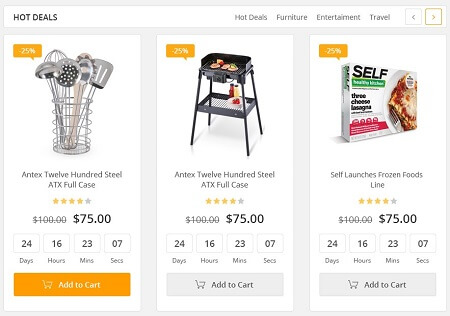 HOT DEALS
Hot Deals Furniture Entertaiment Travel
-25%
Antex Twelve Hundred Steel
ATX Full Case
$100.00 $75.00
24 16 23 07
Days Hours Mins Secs
Add to Cart
-25%
Antex Twelve Hundred Steel
ATX Full Case
$100.00 $75.00
24 16 23 07
Days Hours Mins Secs
Add to Cart
-25%
SELF
healthy kitchen
three
cheese
lasagna
Self Launches Frozen Foods
Line
$100.00 $75.00
24 16 23 07
Days Hours Mins Secs
Add to Cart